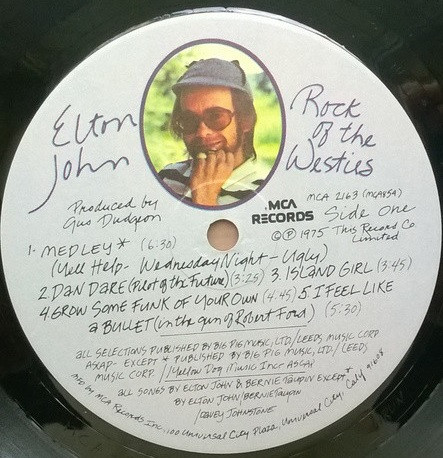 Elton John
Rock of the Westies
Produced by
Gus Dudgeon
MCA RECORDS
MCA 2163 (MCA 854)
Side One
© ℗ 1975 This Record Co. Limited
1- MEDLEY* (6:30)
(Yell Help - Wednesday Night - Ugly)
2. DAN DARE (Pilot of the Future) (3:25) 3. ISLAND GIRL (3:45)
4. GROW SOME FUNK OF YOUR OWN (4:45) 5. I FEEL LIKE
a BULLET (in the gun of Robert Ford) (5:30)
ALL SELECTIONS PUBLISHED BY BIG PIG MUSIC, LTD/LEEDS MUSIC CORP
ASCAP - EXCEPT * PUBLISHED BY BIG PIG MUSIC, LTD/LEEDS
MUSIC CORP / Yellow Dog Music Inc. ASCAP
ALL SONGS BY ELTON JOHN & BERNIE TAUPIN EXCEPT*
BY ELTON JOHN/BERNIE TAUPIN
/DAVEY JOHNSTONE
MFD BY MCA Records Inc, 100 Universal City Plaza, Universal City, Calif 91608